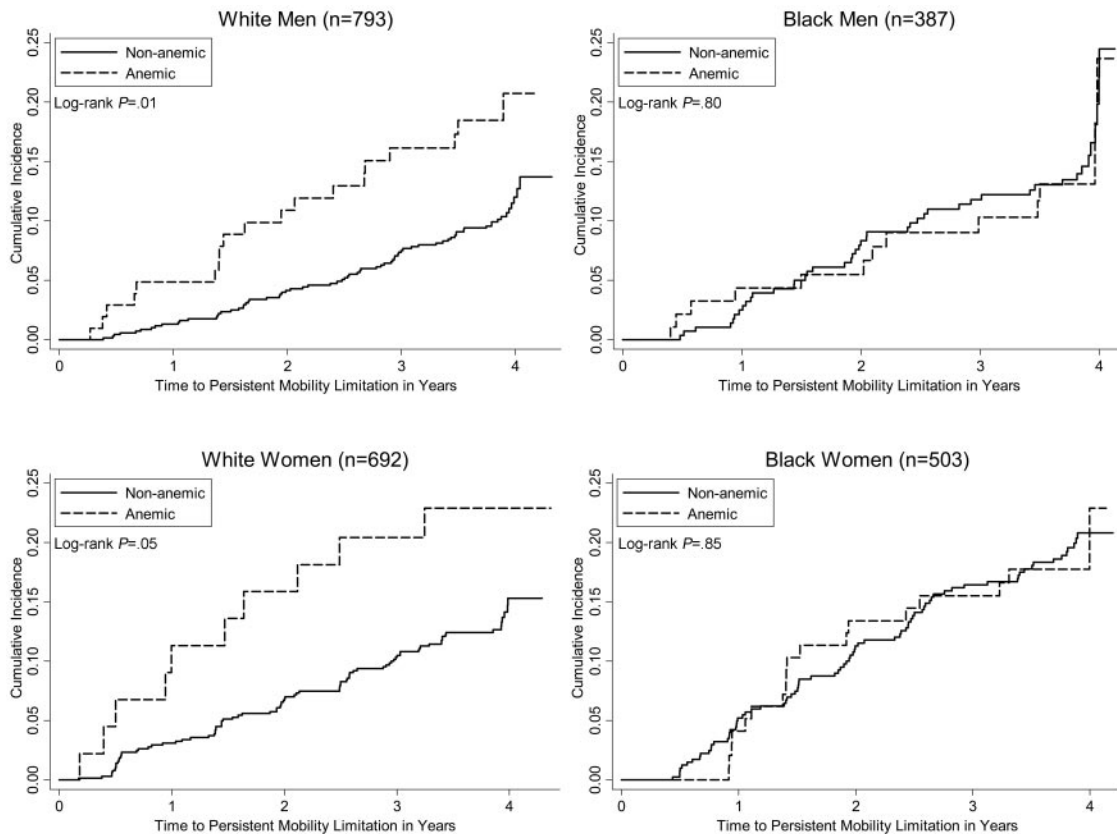 White Men (n=793)
Non-anemic
Anemic
Log-rank P=.01
Cumulative Incidence
0.00 0.05 0.10 0.15 0.20 0.25
0 1 2 3 4
Time to Persistent Mobility Limitation in Years
Black Men (n=387)
Non-anemic
Anemic
Log-rank P=.80
Cumulative Incidence
0.00 0.05 0.10 0.15 0.20 0.25
0 1 2 3 4
Time to Persistent Mobility Limitation in Years
White Women (n=692)
Non-anemic
Anemic
Log-rank P=.05
Cumulative Incidence
0.00 0.05 0.10 0.15 0.20 0.25
0 1 2 3 4
Time to Persistent Mobility Limitation in Years
Black Women (n=503)
Non-anemic
Anemic
Log-rank P=.85
Cumulative Incidence
0.00 0.05 0.10 0.15 0.20 0.25
0 1 2 3 4
Time to Persistent Mobility Limitation in Years